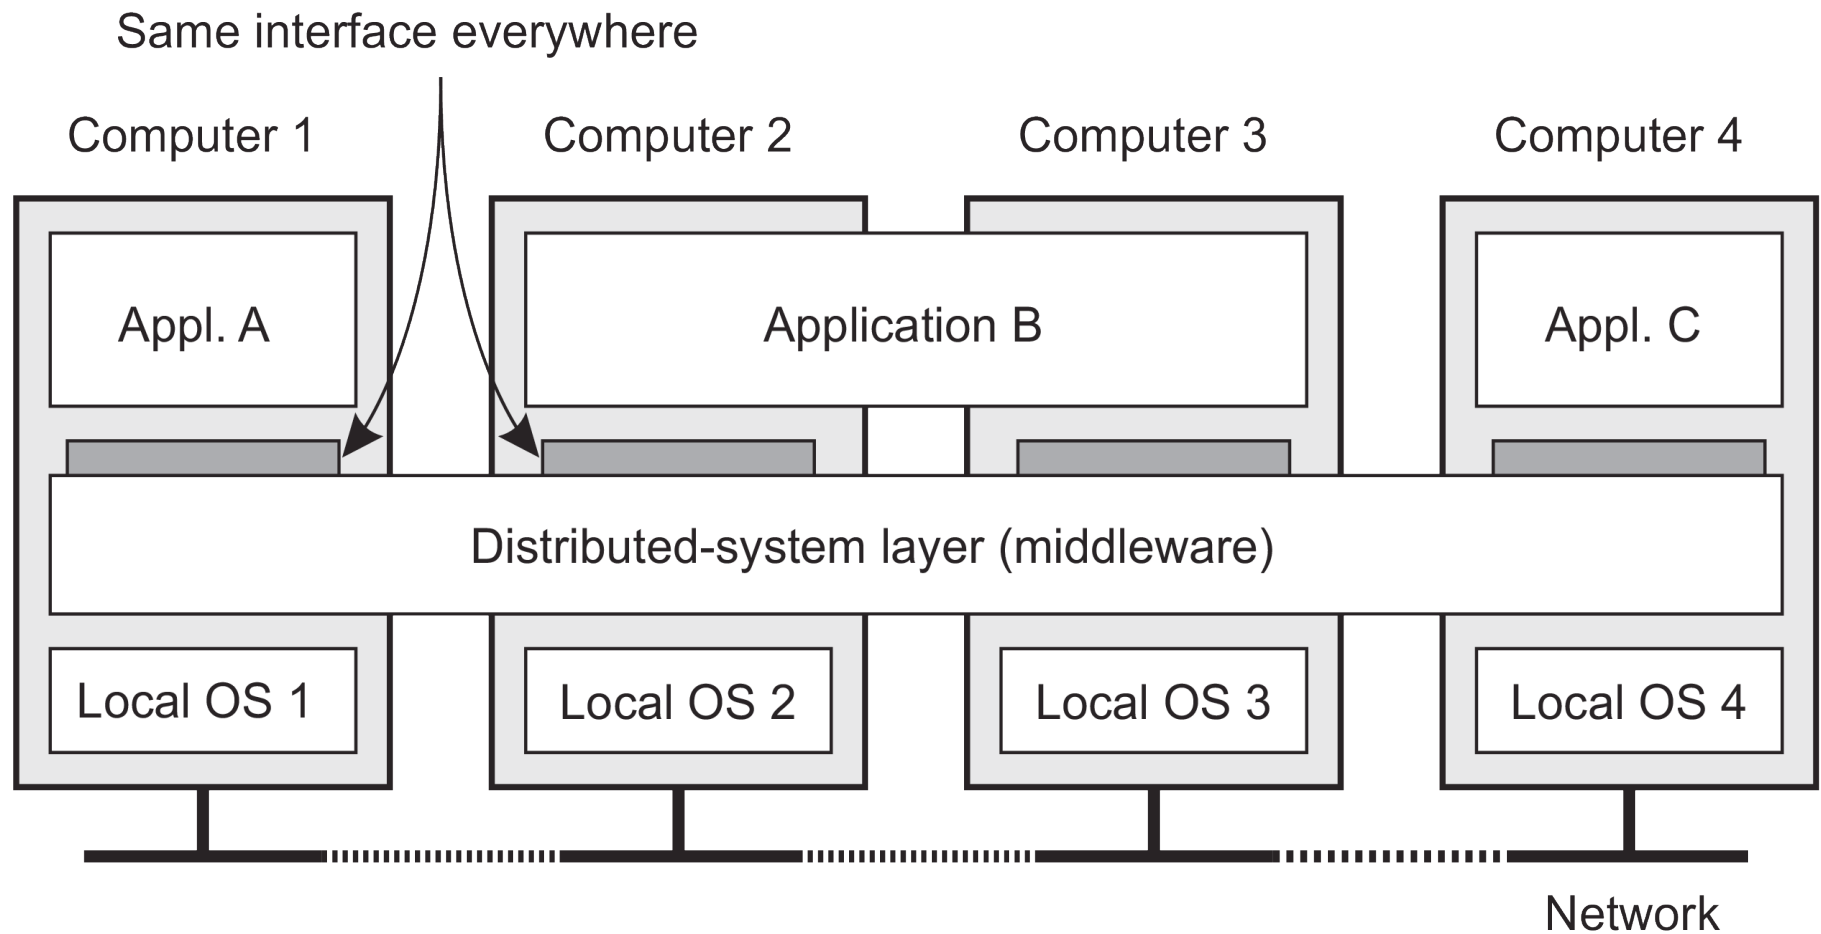 Same interface everywhere
Computer 1
Computer 2
Computer 3
Computer 4
Appl. A
Application B
Appl. C
Distributed-system layer (middleware)
Local OS 1
Local OS 2
Local OS 3
Local OS 4
Network